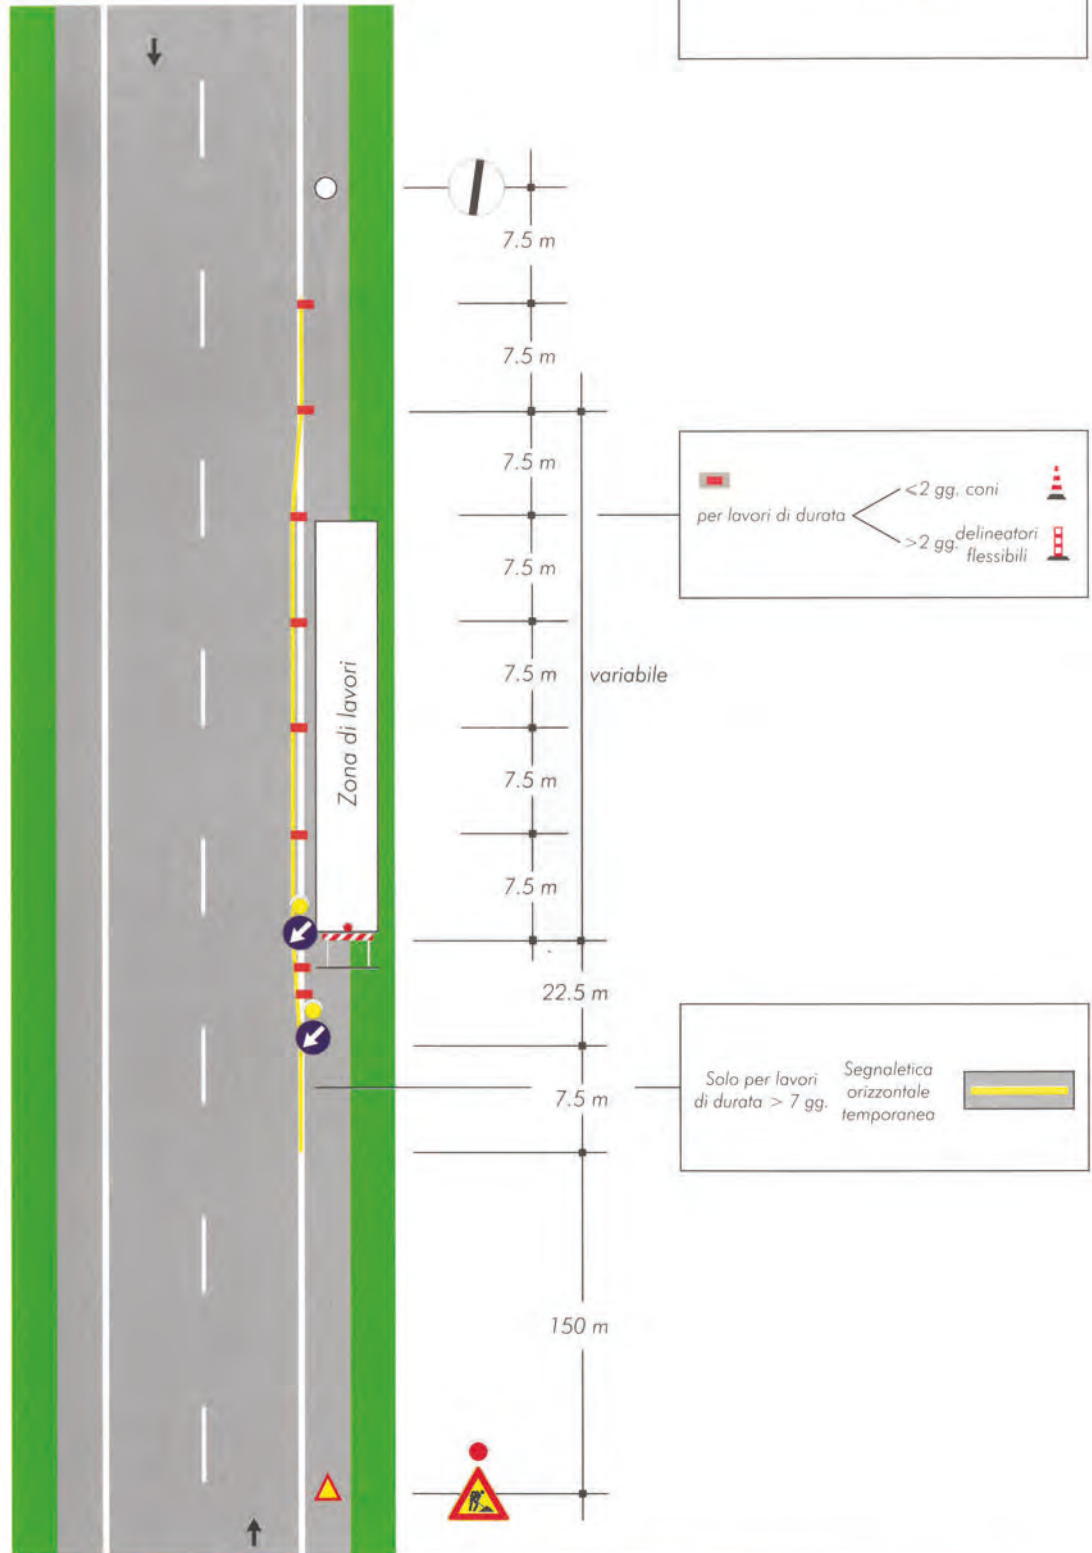 7.5 m
7.5 m
7.5 m
per lavori di durata
<2 gg. coni
>2 gg. delineatori
flessibili
7.5 m
Zona di lavori
7.5 m
variabile
7.5 m
7.5 m
22.5 m
Solo per lavori
di durata > 7 gg.
Segnaletica
orizzontale
temporanea
7.5 m
150 m